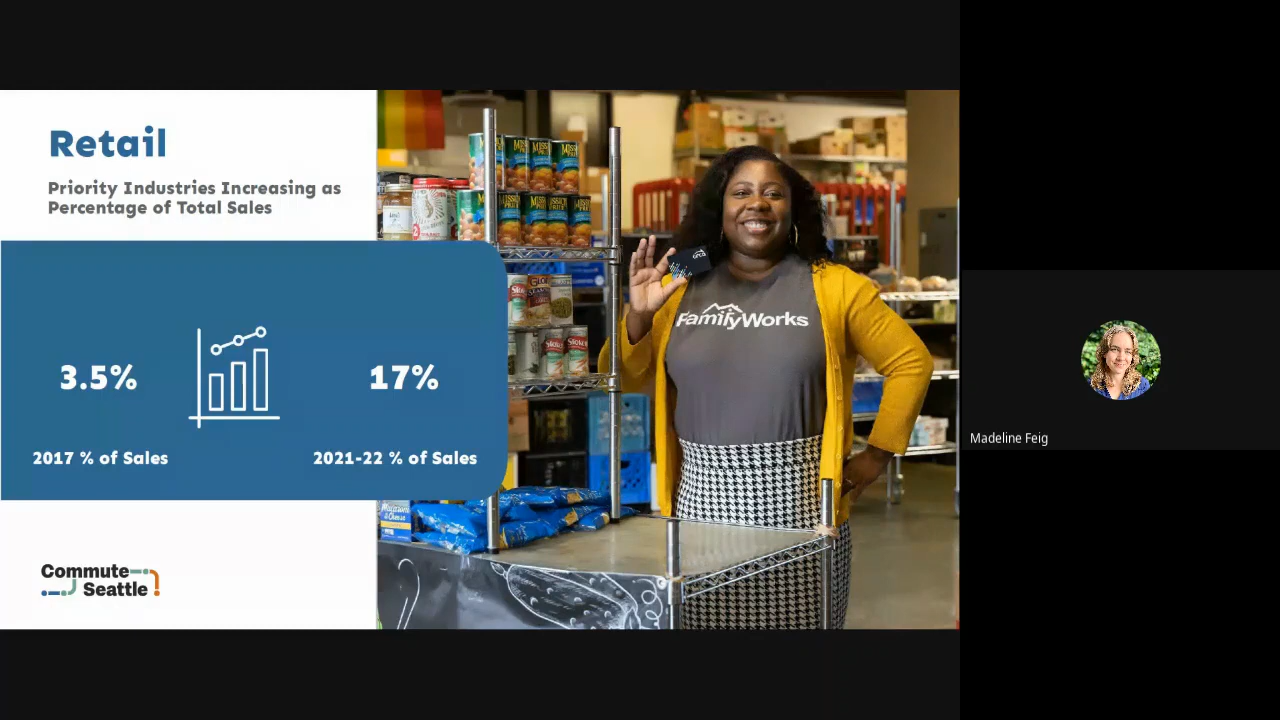 Retail
Priority Industries Increasing as
Percentage of Total Sales
3.5%
17%
2017 % of Sales
2021-22 % of Sales
Commute
Seattle
FamilyWorks
orca
Madeline Feig